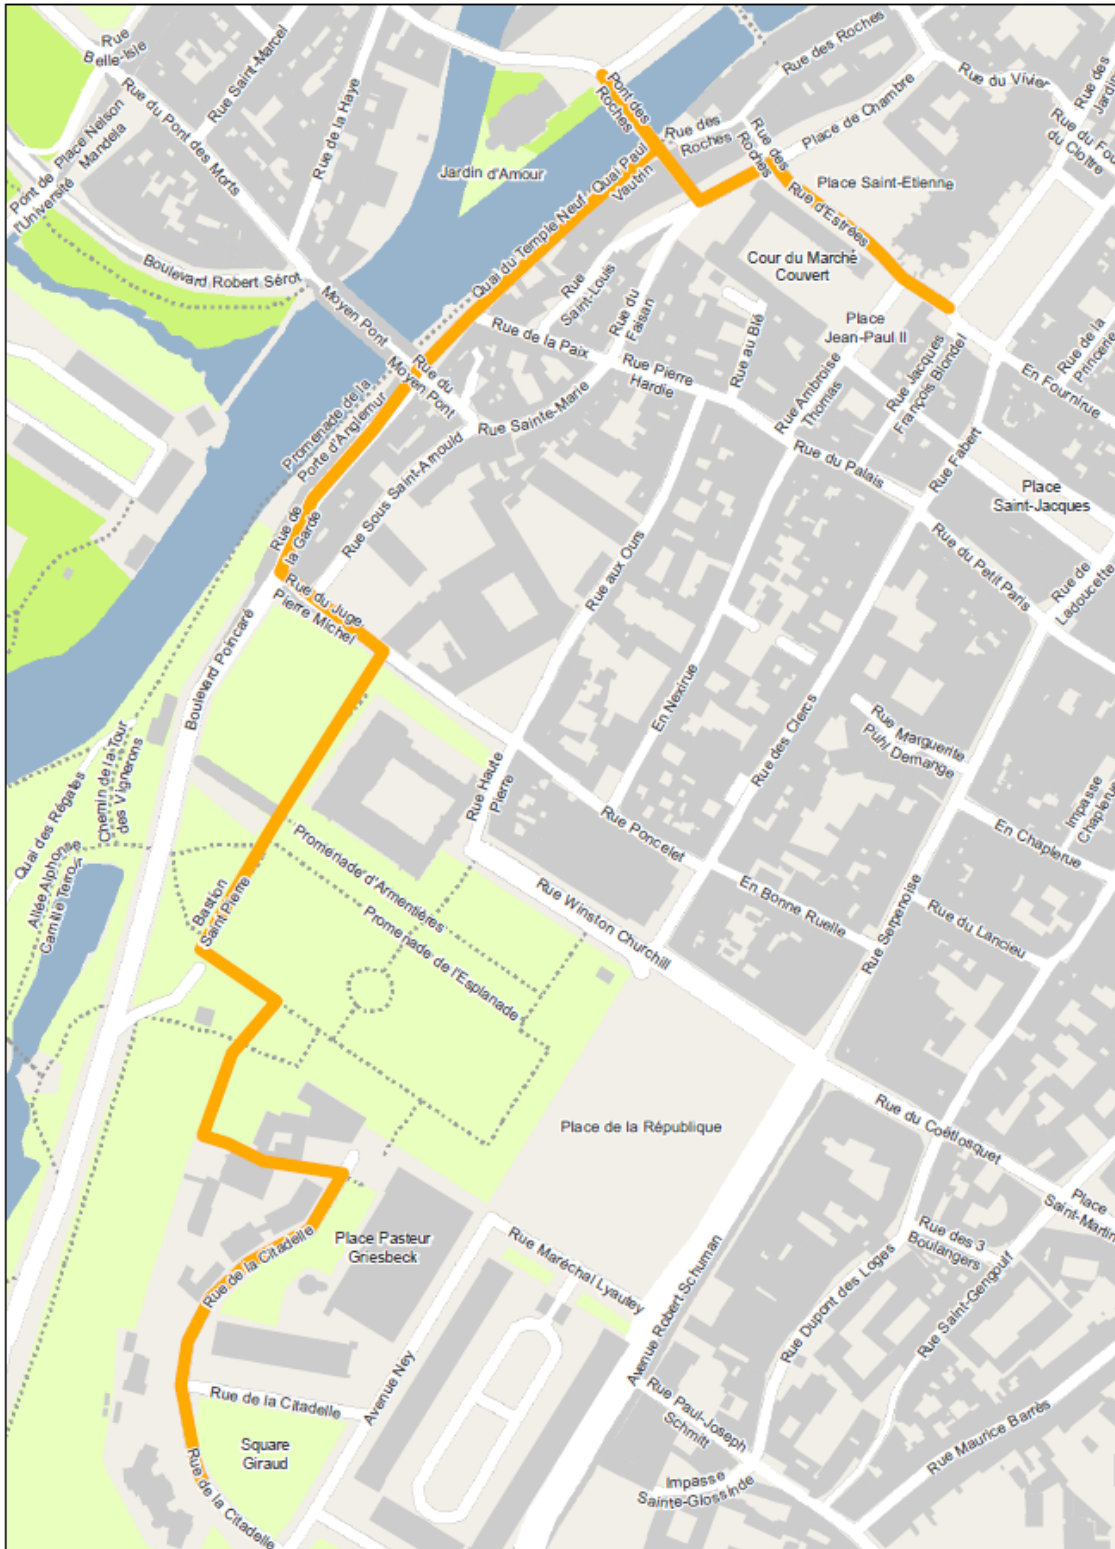 Rue
Belle-Isle
Rue Saint-Marcel
Rue du Pont des Morts
Rue de la Haye
Pont de Place Nelson
l'Université Mandela
Boulevard Robert Sérot
Moyen Pont
Jardin d'Amour
Pont des
Roches
Rue des Roches
Rue des
Roches
Rue des
Roches
Place de Chambre
Rue du Vivier
Rue des
Rue du
du Cloître
Place Saint-Etienne
Rue d'Estrées
Cour du Marché
Couvert
Quai Paul
Vautrin
Quai du Temple Neuf
Rue
Saint-Louis
Rue du
Faisan
Rue de la Paix
Rue Pierre
Hardie
Rue au Blé
Place
Jean-Paul II
Rue Ambroise
Thomas
Rue Jacques
François Blondel
En Fournirue
Rue de la
Princerie
Rue du
Moyen Pont
Rue Sainte-Marie
Promenade de la
Porte d'Anglemur
Rue Sous Saint-Arnould
Rue de
la Garde
Rue du Palais
Rue Fabert
Place
Saint-Jacques
Rue du Petit Paris
Rue de
Ladoucette
Rue aux Ours
Rue du Juge
Pierre Michel
Boulevard Poincaré
En Nexirue
Rue des Clercs
Rue Marguerite
Puhl Demange
Quai des Régates
Chemin de la Tour
des Vignerons
Allée Alphonse
Camille Terroir
Rue Haute
Pierre
Rue Poncelet
Impasse
Chaplerue
En Chaplerue
Promenade d'Armentières
Promenade de l'Esplanade
Bastion
Saint Pierre
Rue Winston Churchill
En Bonne Ruelle
Rue Serpenoise
Rue du Lancieu
Place de la République
Rue du Coëtlosquet
Place
Saint-Martin
Rue des 3
Boulangers
Rue Saint-Gengoulf
Rue Dupont des Loges
Place Pasteur
Griesbeck
Rue de la Citadelle
Rue Maréchal Lyautey
Avenue Robert Schuman
Avenue Ney
Rue de la Citadelle
Square
Giraud
Rue de la Citadelle
Rue Paul-Joseph
Schmitt
Impasse
Sainte-Glossinde
Rue Maurice Barrès